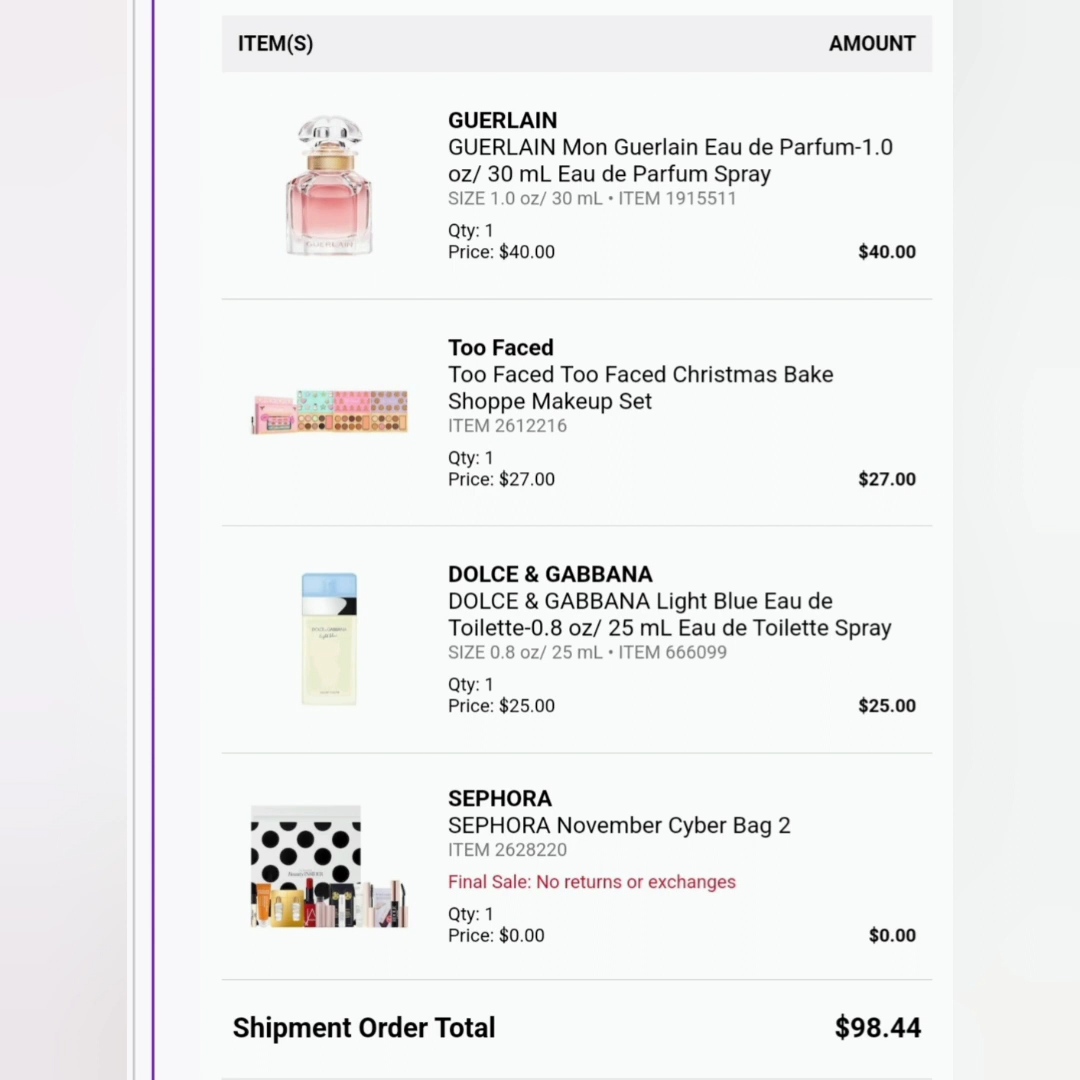 ITEM(S) AMOUNT
GUERLAIN
GUERLAIN Mon Guerlain Eau de Parfum-1.0
oz/ 30 mL Eau de Parfum Spray
SIZE 1.0 oz/ 30 mL • ITEM 1915511
Qty: 1
Price: $40.00 $40.00
GUERLAIN
Too Faced
Too Faced Too Faced Christmas Bake
Shoppe Makeup Set
ITEM 2612216
Qty: 1
Price: $27.00 $27.00
DOLCE & GABBANA
DOLCE & GABBANA Light Blue Eau de
Toilette-0.8 oz/ 25 mL Eau de Toilette Spray
SIZE 0.8 oz/ 25 mL • ITEM 666099
Qty: 1
Price: $25.00 $25.00
SEPHORA
SEPHORA November Cyber Bag 2
ITEM 2628220
Final Sale: No returns or exchanges
Qty: 1
Price: $0.00 $0.00
Shipment Order Total $98.44